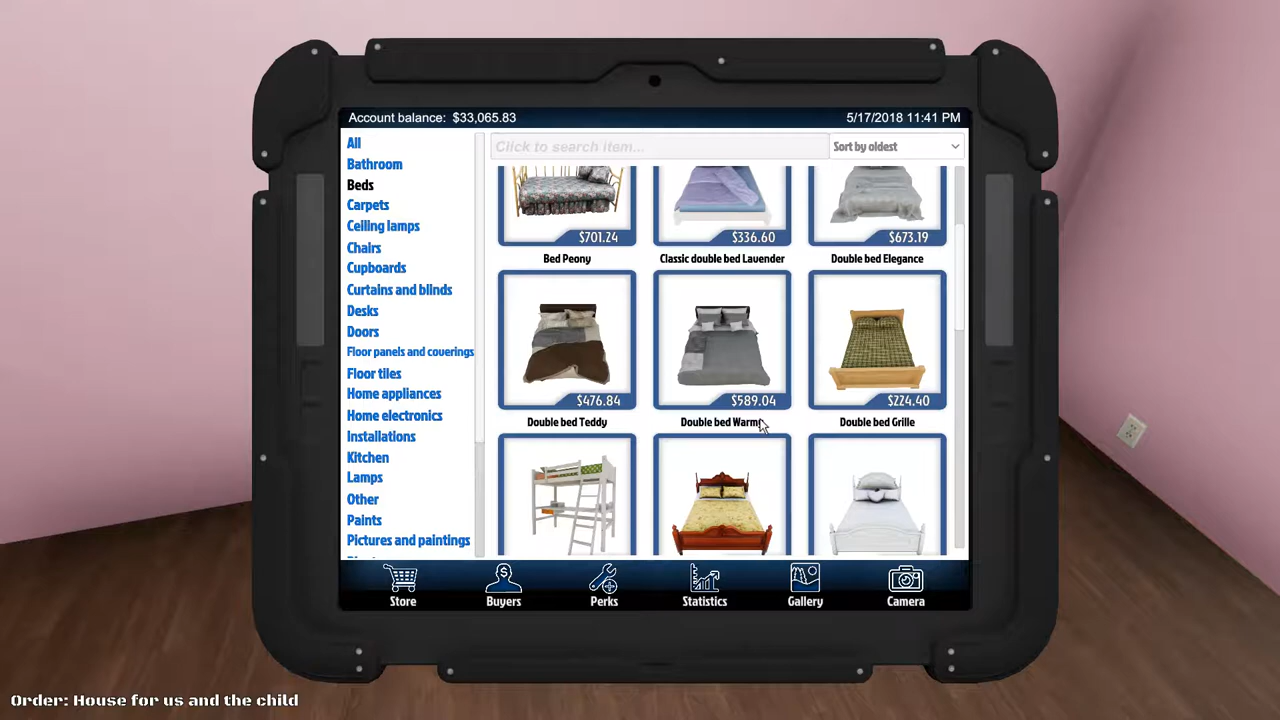 Account balance: $33,065.83
5/17/2018 11:41 PM
All
Bathroom
Beds
Carpets
Ceiling lamps
Chairs
Cupboards
Curtains and blinds
Desks
Doors
Floor panels and coverings
Floor tiles
Home appliances
Home electronics
Installations
Kitchen
Lamps
Other
Paints
Pictures and paintings
Click to search item...
Sort by oldest
$701.24
$336.60
$673.19
Bed Peony
Classic double bed Lavender
Double bed Elegance
$476.84
$589.04
$224.40
Double bed Teddy
Double bed Warmy
Double bed Grille
Store
Buyers
Perks
Statistics
Gallery
Camera
Order: House for us and the child